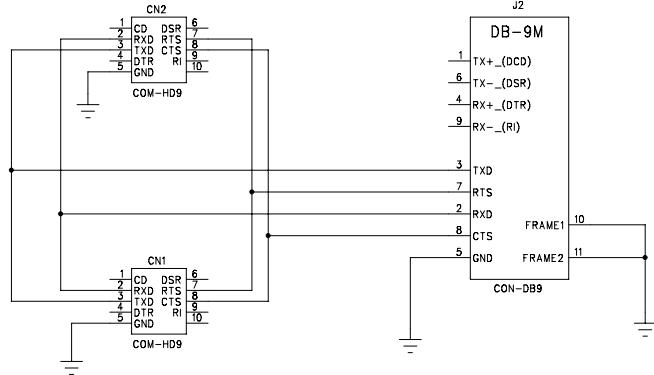 CN2
1 CD DSR 6
2 RXD RTS 7
3 TXD CTS 8
4 DTR RI 9
5 GND 10
COM-HD9
J2
DB-9M
1 TX+_(DCD)
6 TX-_(DSR)
4 RX+_(DTR)
9 RX-_(RI)
3 TXD
7 RTS
2 RXD
FRAME1 10
8 CTS
5 GND FRAME2 11
CON-DB9
CN1
1 CD DSR 6
2 RXD RTS 7
3 TXD CTS 8
4 DTR RI 9
5 GND 10
COM-HD9